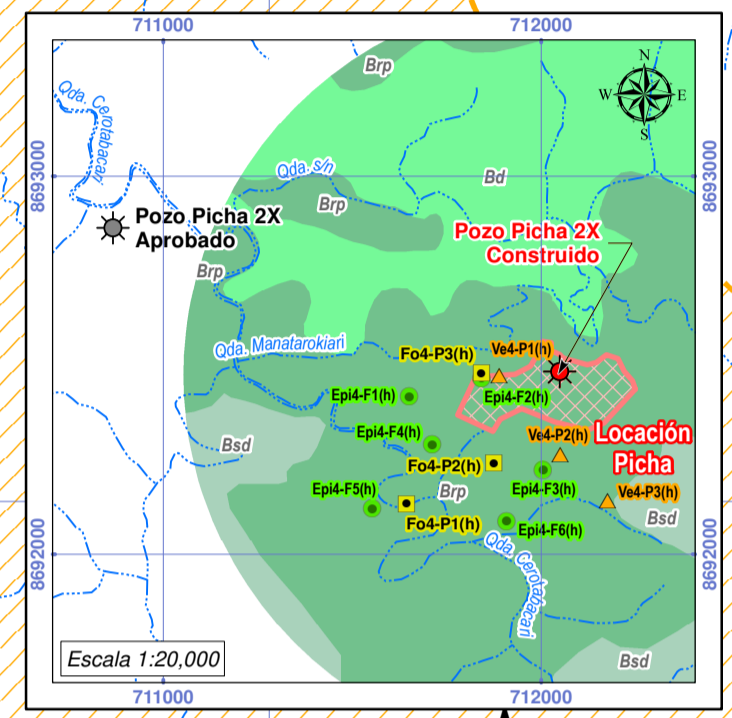 711000
712000
Brp
Qda. Cerotabacari
N
W
E
S
8693000
8693000
Qda. s/n
Bd
Brp
Pozo Picha 2X
Aprobado
Pozo Picha 2X
Construido
Brp
Qda. Manatarokiari
Ve4-P1(h)
Fo4-P3(h)
Epi4-F1(h)
Epi4-F2(h)
Epi4-F4(h)
Ve4-P2(h)
Locación
Picha
Bsd
Fo4-P2(h)
Epi4-F5(h)
Brp
Epi4-F3(h)
Ve4-P3(h)
Fo4-P1(h)
Bsd
Epi4-F6(h)
8692000
8692000
Qda. Cerotabacari
Escala 1:20,000
Bsd
711000
712000